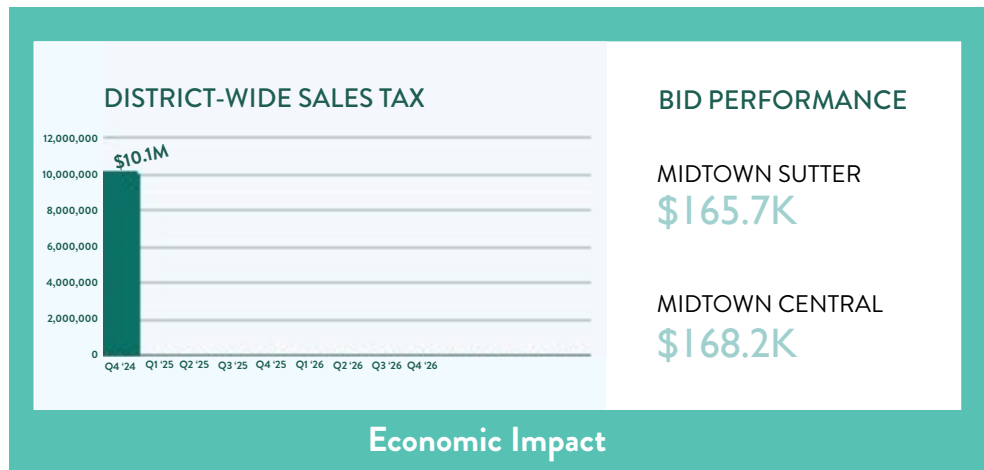 DISTRICT-WIDE SALES TAX
12,000,000
$10.1M
10,000,000
8,000,000
6,000,000
4,000,000
2,000,000
0
Q4 '24 Q1 '25 Q2 '25 Q3 '25 Q4 '25 Q1 '26 Q2 '26 Q3 '26 Q4 '26
BID PERFORMANCE
MIDTOWN SUTTER
$165.7K
MIDTOWN CENTRAL
$168.2K
Economic Impact